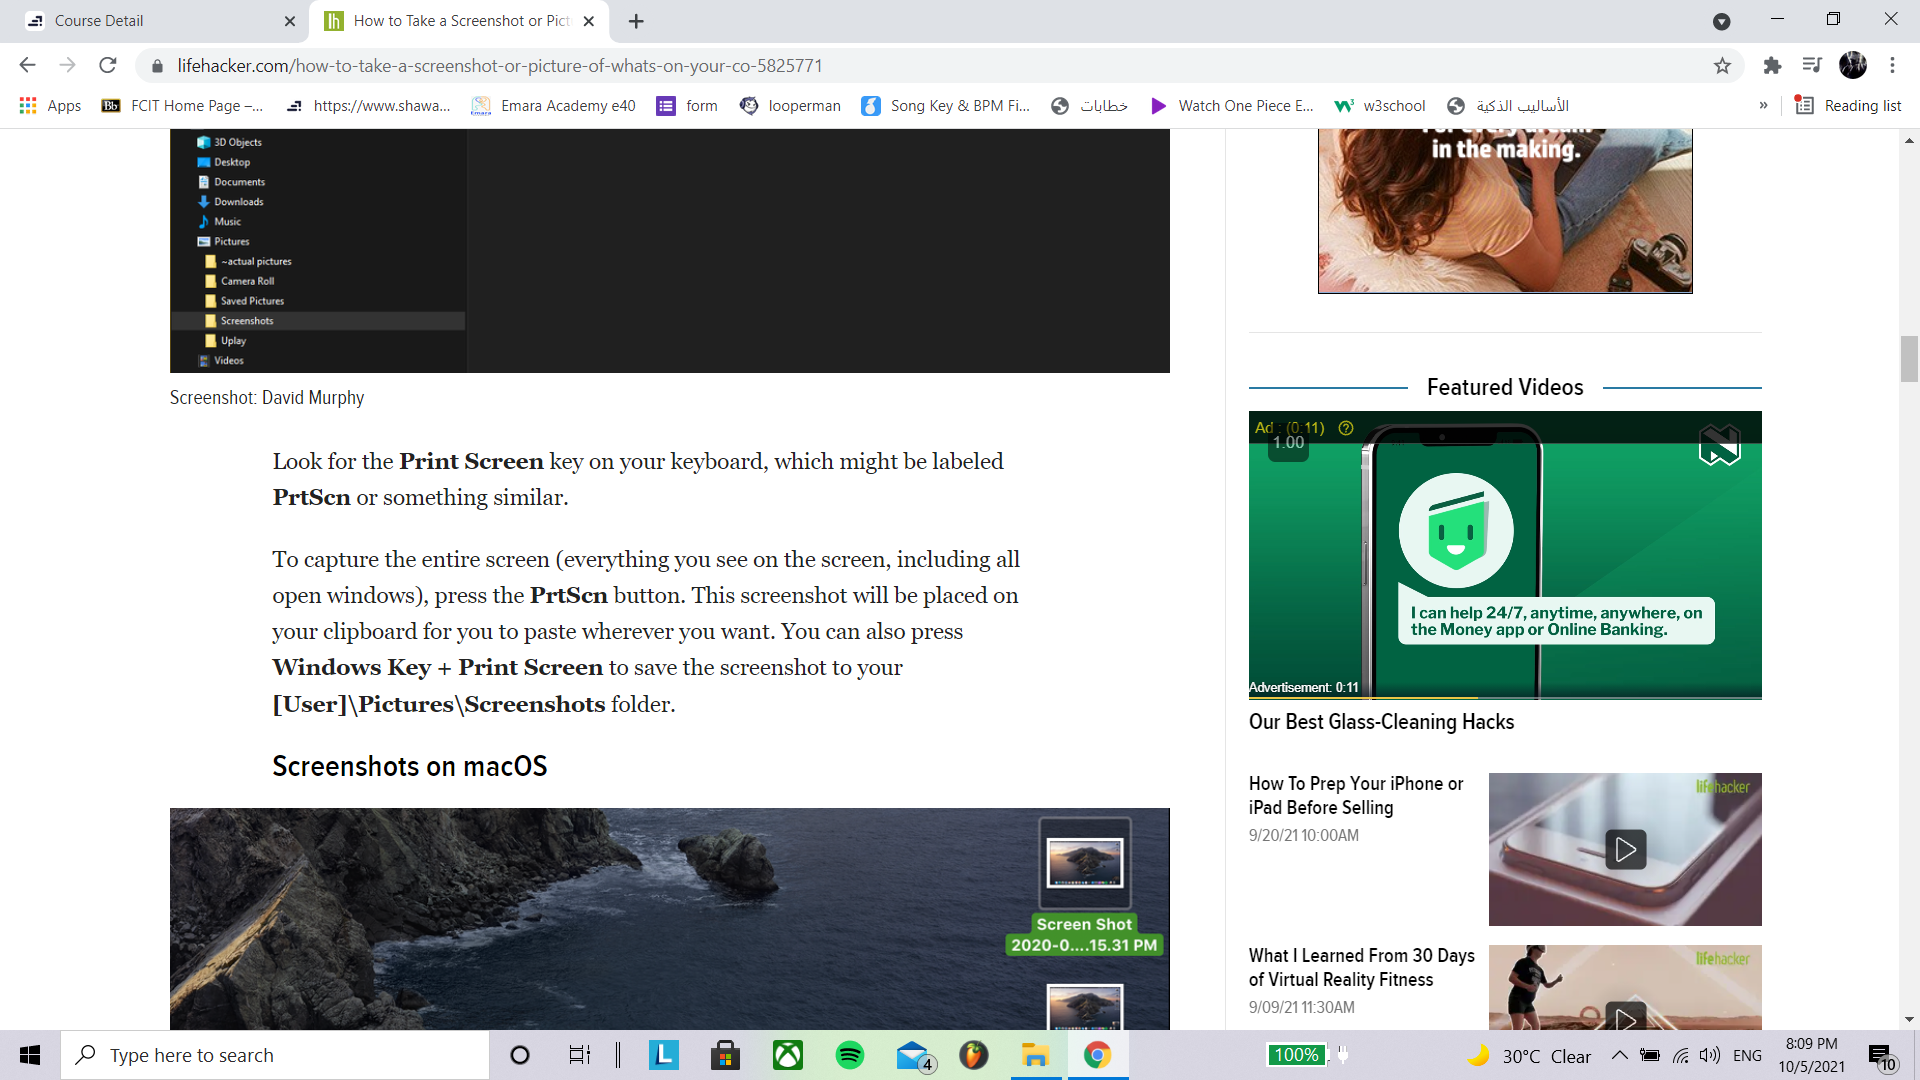 Course Detail
How to Take a Screenshot or Pict
lifehacker.com/how-to-take-a-screenshot-or-picture-of-whats-on-your-co-5825771
Apps
Bb FCIT Home Page –...
https://www.shawa...
Emara Academy e40
form
looperman
Song Key & BPM Fi...
خطابات
Watch One Piece E...
w3school
الأساليب الذكية
»
Reading list
3D Objects
Desktop
Documents
Downloads
Music
Pictures
~actual pictures
Camera Roll
Saved Pictures
Screenshots
Uplay
Videos
Screenshot: David Murphy
Look for the Print Screen key on your keyboard, which might be labeled
PrtScn or something similar.
To capture the entire screen (everything you see on the screen, including all
open windows), press the PrtScn button. This screenshot will be placed on
your clipboard for you to paste wherever you want. You can also press
Windows Key + Print Screen to save the screenshot to your
[User]\Pictures\Screenshots folder.
Screenshots on macOS
Screen Shot
2020-0....15.31 PM
in the making.
Featured Videos
Ad : (0:11)
1.00
I can help 24/7, anytime, anywhere, on
the Money app or Online Banking.
Advertisement: 0:11
Our Best Glass-Cleaning Hacks
How To Prep Your iPhone or
iPad Before Selling
9/20/21 10:00AM
lifehacker
What I Learned From 30 Days
of Virtual Reality Fitness
9/09/21 11:30AM
lifehacker
Type here to search
L
4
100%
30°C Clear
ENG
8:09 PM
10/5/2021
10